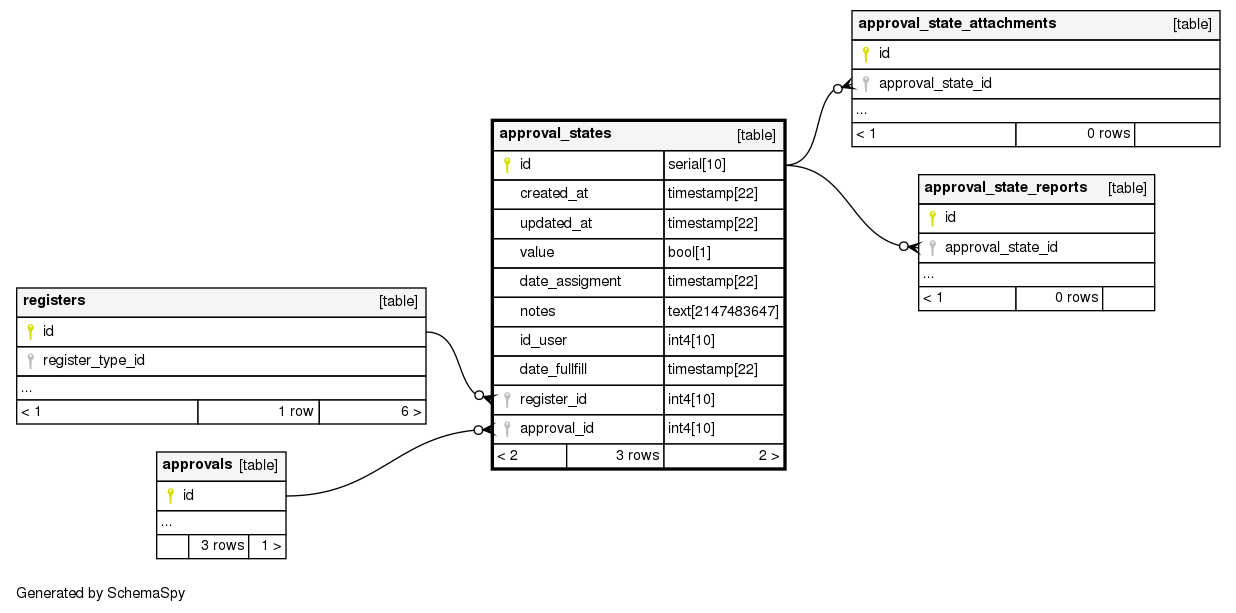 approval_state_attachments [table]
id
approval_state_id
...
< 1 0 rows
approval_states [table]
id serial[10]
created_at timestamp[22]
updated_at timestamp[22]
value bool[1]
date_assigment timestamp[22]
notes text[2147483647]
id_user int4[10]
date_fullfill timestamp[22]
register_id int4[10]
approval_id int4[10]
< 2 3 rows 2 >
approval_state_reports [table]
id
approval_state_id
...
< 1 0 rows
registers [table]
id
register_type_id
...
< 1 1 row 6 >
approvals [table]
id
...
3 rows 1 >
Generated by SchemaSpy